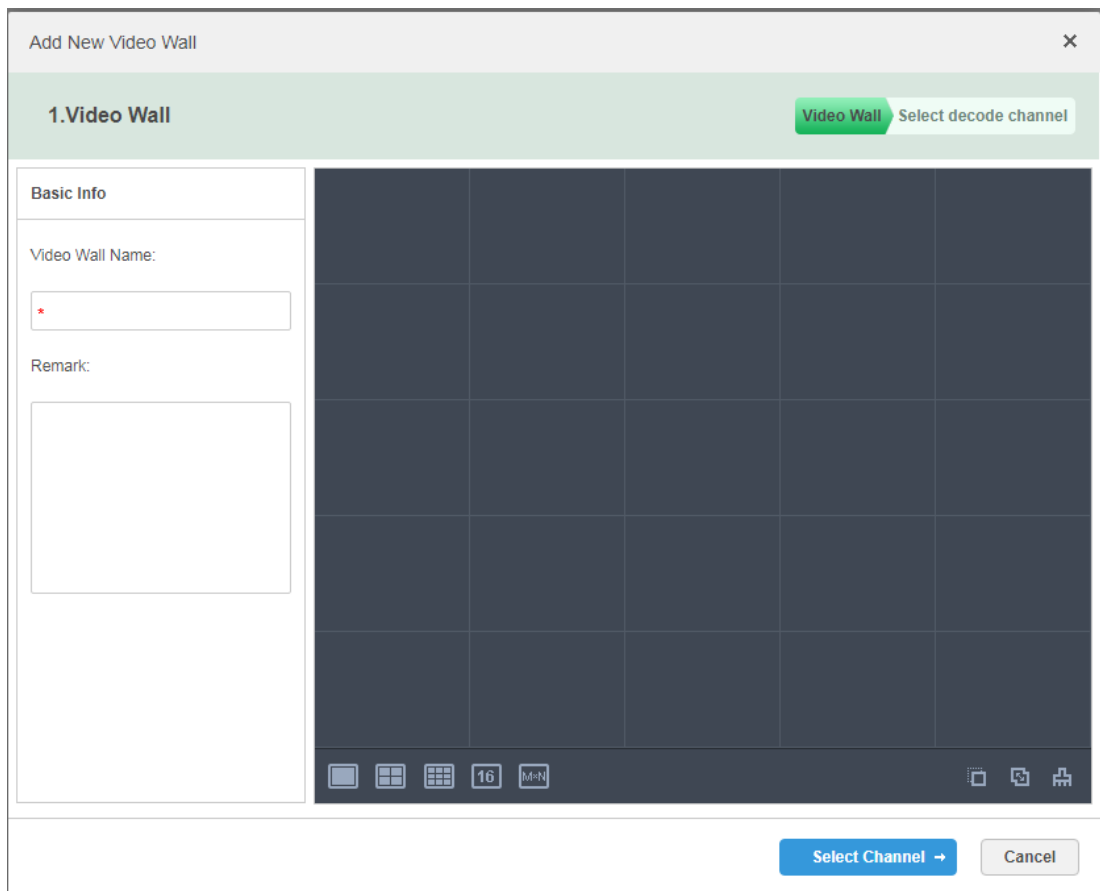 Add New Video Wall
1.Video Wall
Video Wall
Select decode channel
Basic Info
Video Wall Name:
*
Remark:
16
M×N
Select Channel →
Cancel